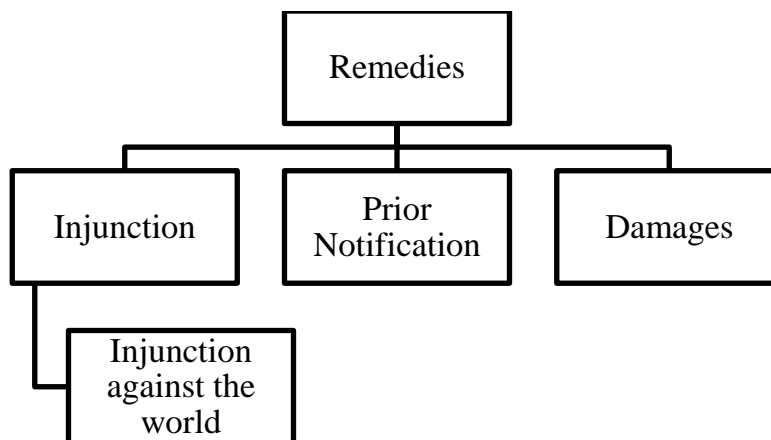 Remedies
Injunction
Prior
Notification
Damages
Injunction
against the
world